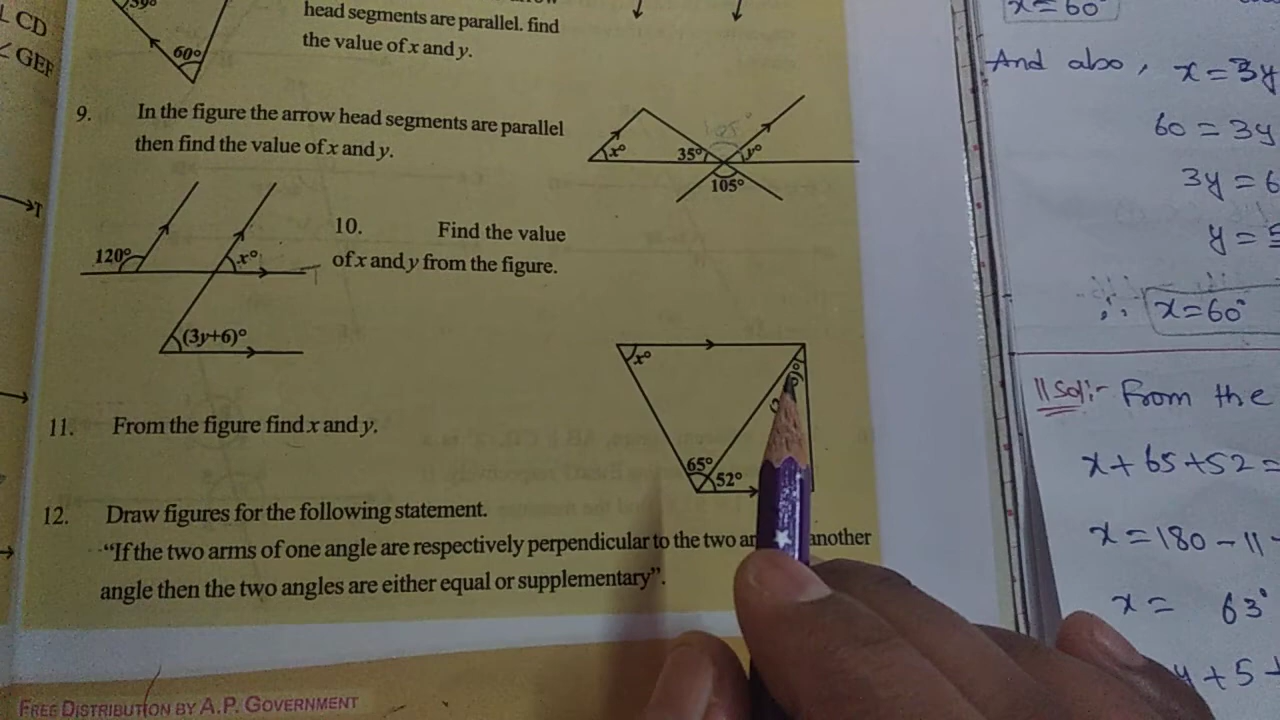 L CD
∠ GEF
39°
60°
head segments are parallel. find
the value of x and y.
9. In the figure the arrow head segments are parallel
then find the value of x and y.
x°
35°
105°
y°
105°
120°
x°
(3y+6)°
10. Find the value
of x and y from the figure.
11. From the figure find x and y.
x°
65°
52°
12. Draw figures for the following statement.
“If the two arms of one angle are respectively perpendicular to the two another
angle then the two angles are either equal or supplementary”.
FREE DISTRIBUTION BY A.P. GOVERNMENT
x=60°
And also, x=3y
60 = 3y
3y = 6
y =
∴ x=60°
11 Sol:- From the
x + 65 + 52 =
x = 180 - 11
x = 63°
y + 5 +